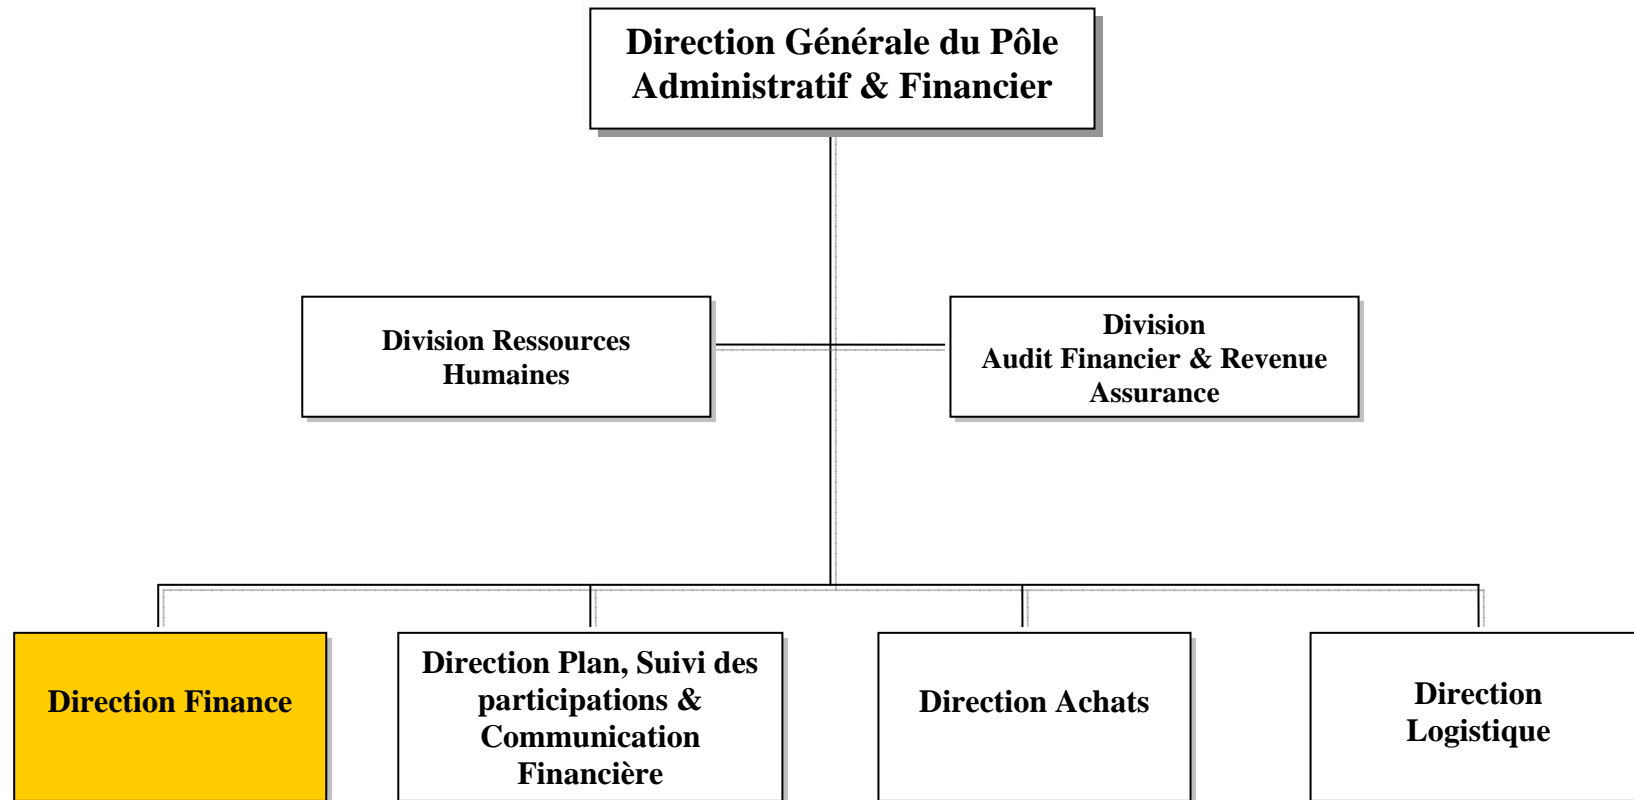 Direction Générale du Pôle
Administratif & Financier
Division Ressources
Humaines
Division
Audit Financier & Revenue
Assurance
Direction Finance
Direction Plan, Suivi des
participations &
Communication
Financière
Direction Achats
Direction
Logistique